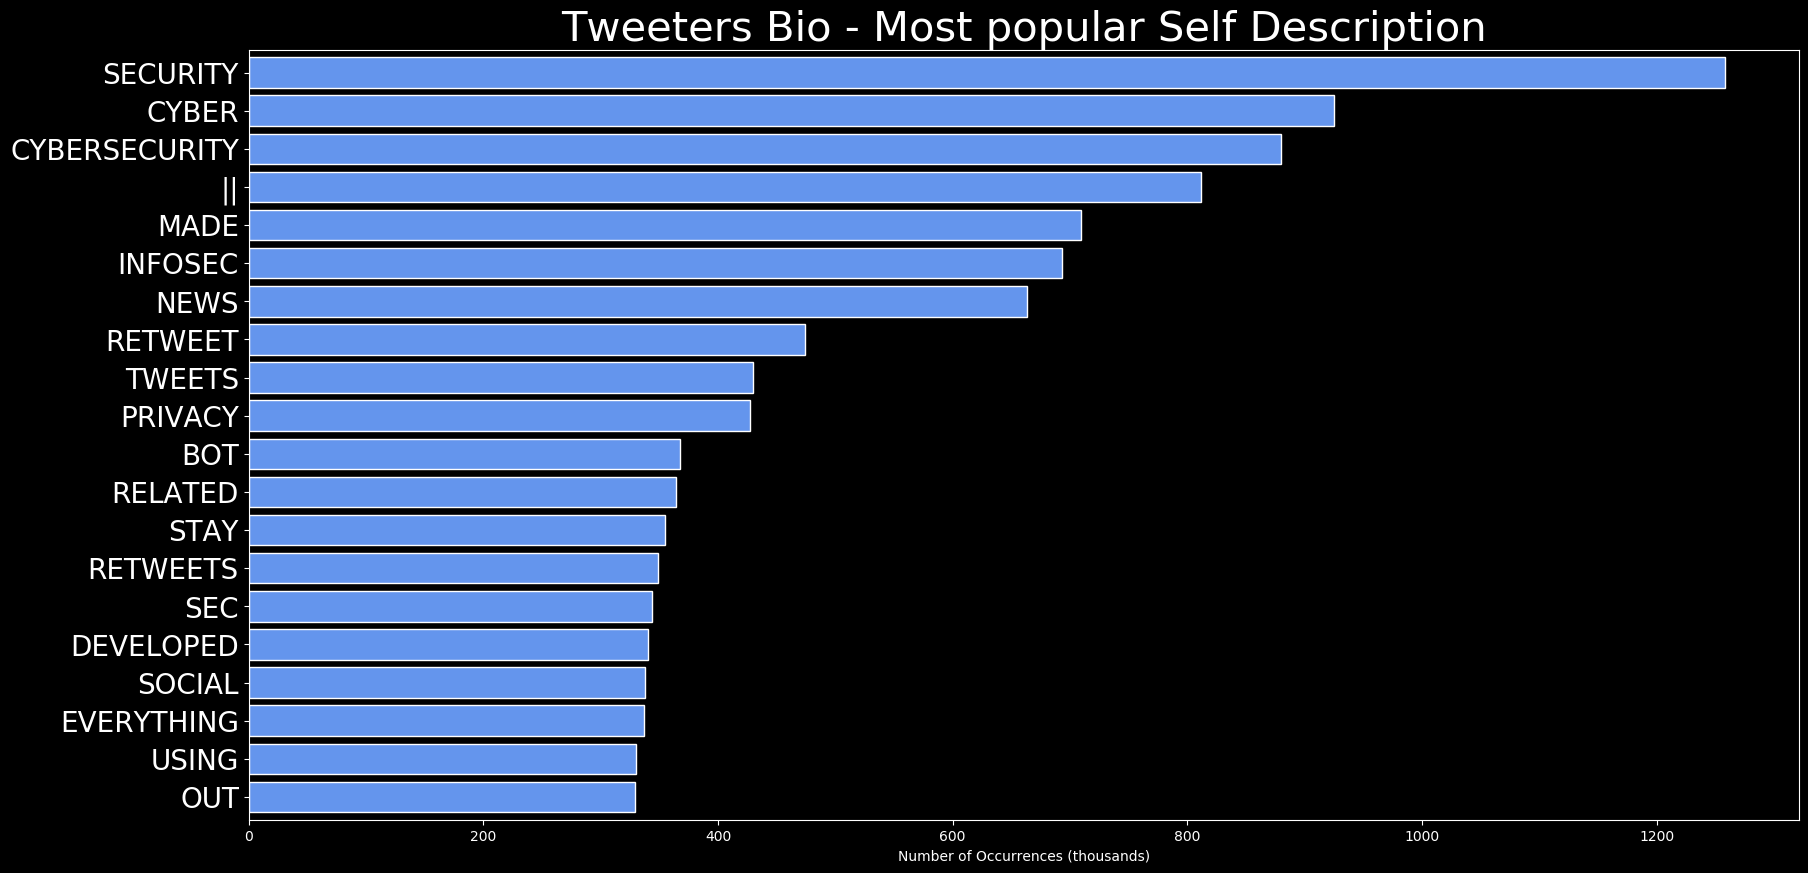 Tweeters Bio - Most popular Self Description
SECURITY
CYBER
CYBERSECURITY
||
MADE
INFOSEC
NEWS
RETWEET
TWEETS
PRIVACY
BOT
RELATED
STAY
RETWEETS
SEC
DEVELOPED
SOCIAL
EVERYTHING
USING
OUT
0 200 400 600 800 1000 1200
Number of Occurrences (thousands)